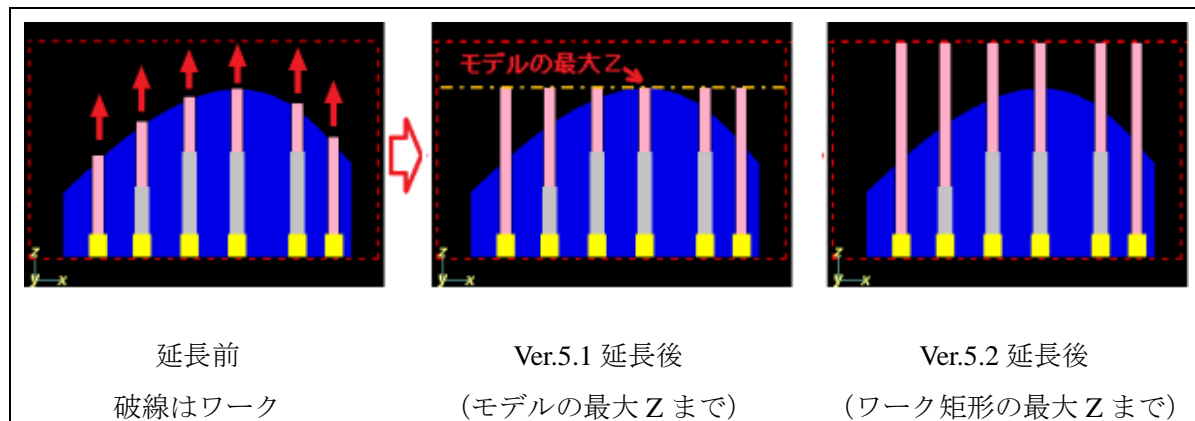 モデルの最大Z
z
y
x
z
y
x
z
y
x
延長前
破線はワーク
Ver.5.1 延長後
（モデルの最大 Z まで）
Ver.5.2 延長後
（ワーク矩形の最大 Z まで）